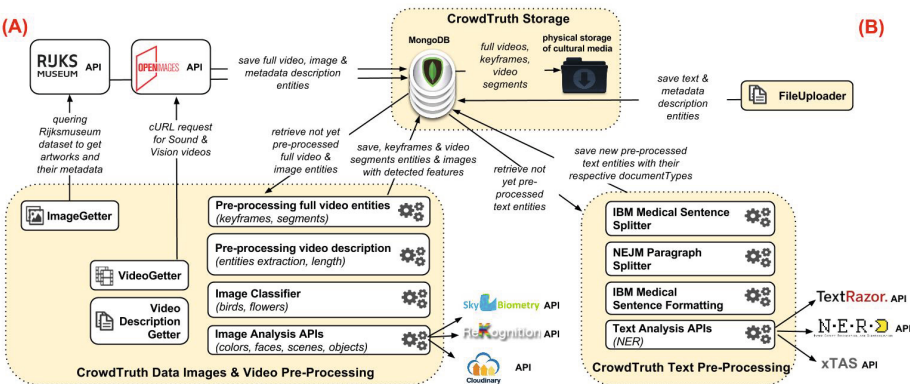 (A)
CrowdTruth Storage
(B)
MongoDB
physical storage
of cultural media
RIJKS
MUSEUM
API
OPENIMAGES
API
save full video, image &
metadata description
entities
full videos,
keyframes,
video
segments
save text &
metadata
description
entities
FileUploader
quering
Rijksmuseum
dataset to get
artworks and
their metadata
cURL request
for Sound &
Vision videos
retrieve not yet
pre-processed
full video &
image entities
save, keyframes & video
segments entities & images
with detected features
retrieve not
yet pre-
processed
text entities
save new pre-processed
text entities with their
respective documentTypes
ImageGetter
VideoGetter
Video
Description
Getter
Pre-processing full video entities
(keyframes, segments)
Pre-processing video description
(entities extraction, length)
Image Classifier
(birds, flowers)
Image Analysis APIs
(colors, faces, scenes, objects)
CrowdTruth Data Images & Video Pre-Processing
SkyBiometry API
ReKognition API
Cloudinary
API
IBM Medical Sentence
Splitter
NEJM Paragraph
Splitter
IBM Medical
Sentence Formatting
Text Analysis APIs
(NER)
CrowdTruth Text Pre-Processing
TextRazor. API
N·E·R·D
API
xTAS API